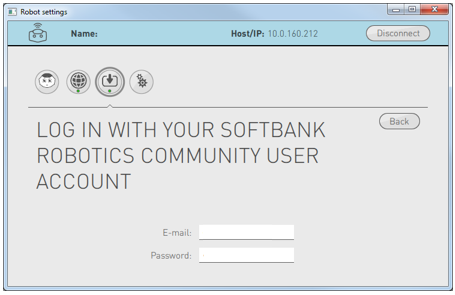 Robot settings
Name: Host/IP: 10.0.160.212 Disconnect
Back
LOG IN WITH YOUR SOFTBANK
ROBOTICS COMMUNITY USER
ACCOUNT
E-mail:
Password: